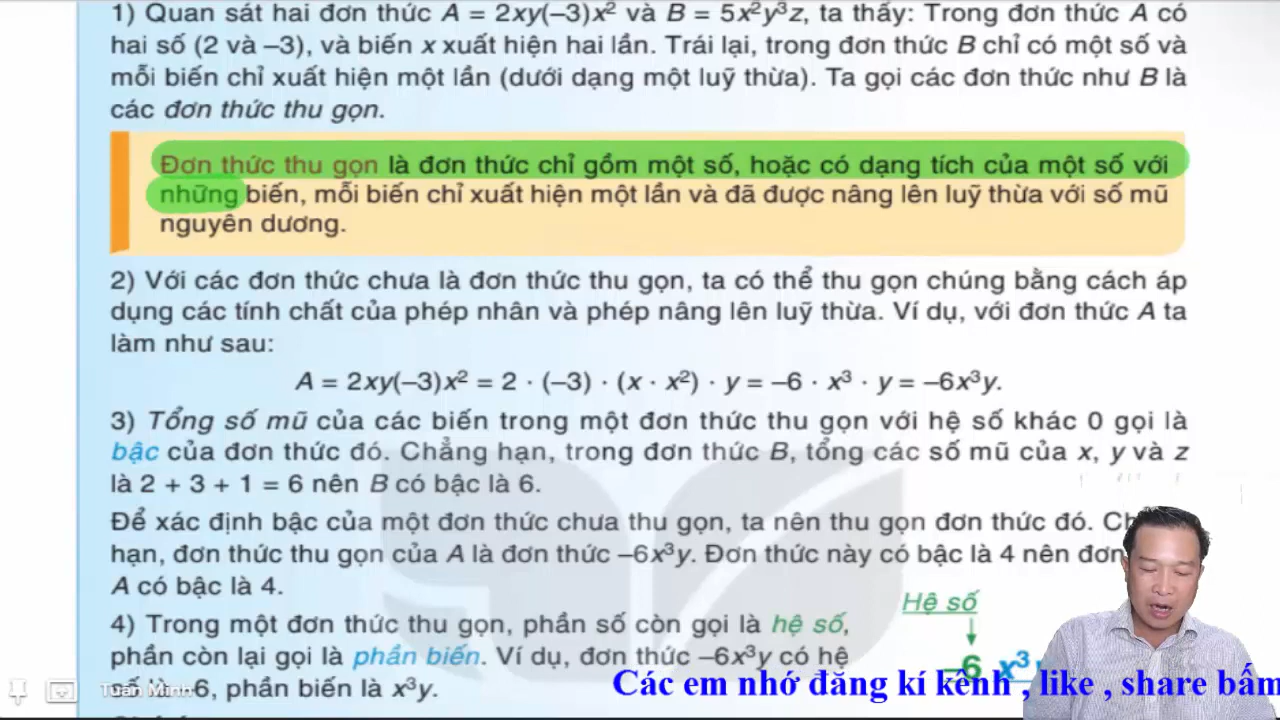 1) Quan sát hai đơn thức A = 2xy(–3)x² và B = 5x²y³z, ta thấy: Trong đơn thức A có
hai số (2 và –3), và biến x xuất hiện hai lần. Trái lại, trong đơn thức B chỉ có một số và
mỗi biến chỉ xuất hiện một lần (dưới dạng một luỹ thừa). Ta gọi các đơn thức như B là
các đơn thức thu gọn.
Đơn thức thu gọn là đơn thức chỉ gồm một số, hoặc có dạng tích của một số với
những biến, mỗi biến chỉ xuất hiện một lần và đã được nâng lên luỹ thừa với số mũ
nguyên dương.
2) Với các đơn thức chưa là đơn thức thu gọn, ta có thể thu gọn chúng bằng cách áp
dụng các tính chất của phép nhân và phép nâng lên luỹ thừa. Ví dụ, với đơn thức A ta
làm như sau:
A = 2xy(–3)x² = 2 · (–3) · (x · x²) · y = –6 · x³ · y = –6x³y.
3) Tổng số mũ của các biến trong một đơn thức thu gọn với hệ số khác 0 gọi là
bậc của đơn thức đó. Chẳng hạn, trong đơn thức B, tổng các số mũ của x, y và z
là 2 + 3 + 1 = 6 nên B có bậc là 6.
Để xác định bậc của một đơn thức chưa thu gọn, ta nên thu gọn đơn thức đó.
hạn, đơn thức thu gọn của A là đơn thức –6x³y. Đơn thức này có bậc là 4 nên đơn
A có bậc là 4.
4) Trong một đơn thức thu gọn, phần số còn gọi là hệ số,
phần còn lại gọi là phần biến. Ví dụ, đơn thức –6x³y có hệ
số là –6, phần biến là x³y.
Hệ số
–6 x³
Tuấn Minh
Các em nhớ đăng kí kênh , like , share bấm